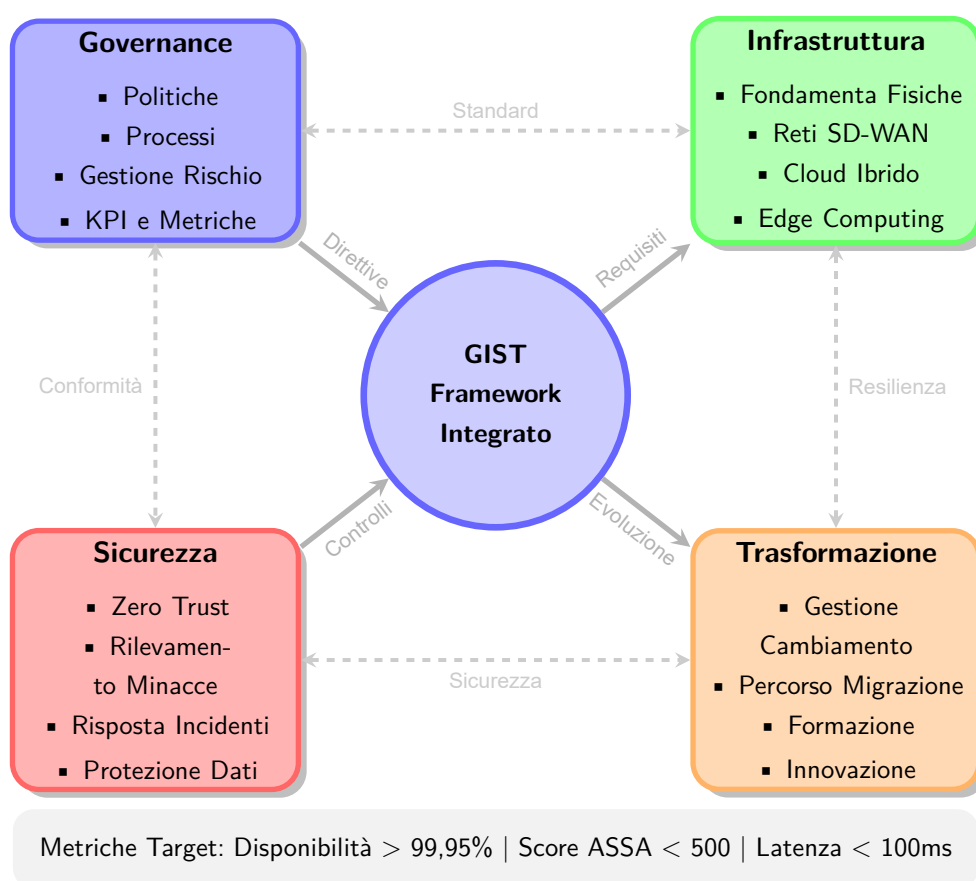 Governance
▪ Politiche
▪ Processi
▪ Gestione Rischio
▪ KPI e Metriche
Standard
Infrastruttura
▪ Fondamenta Fisiche
▪ Reti SD-WAN
▪ Cloud Ibrido
▪ Edge Computing
Direttive
Requisiti
Conformità
GIST
Framework
Integrato
Resilienza
Controlli
Evoluzione
Sicurezza
▪ Zero Trust
▪ Rilevamen-
to Minacce
▪ Risposta Incidenti
▪ Protezione Dati
Sicurezza
Trasformazione
▪ Gestione
Cambiamento
▪ Percorso Migrazione
▪ Formazione
▪ Innovazione
Metriche Target: Disponibilità > 99,95% | Score ASSA < 500 | Latenza < 100ms